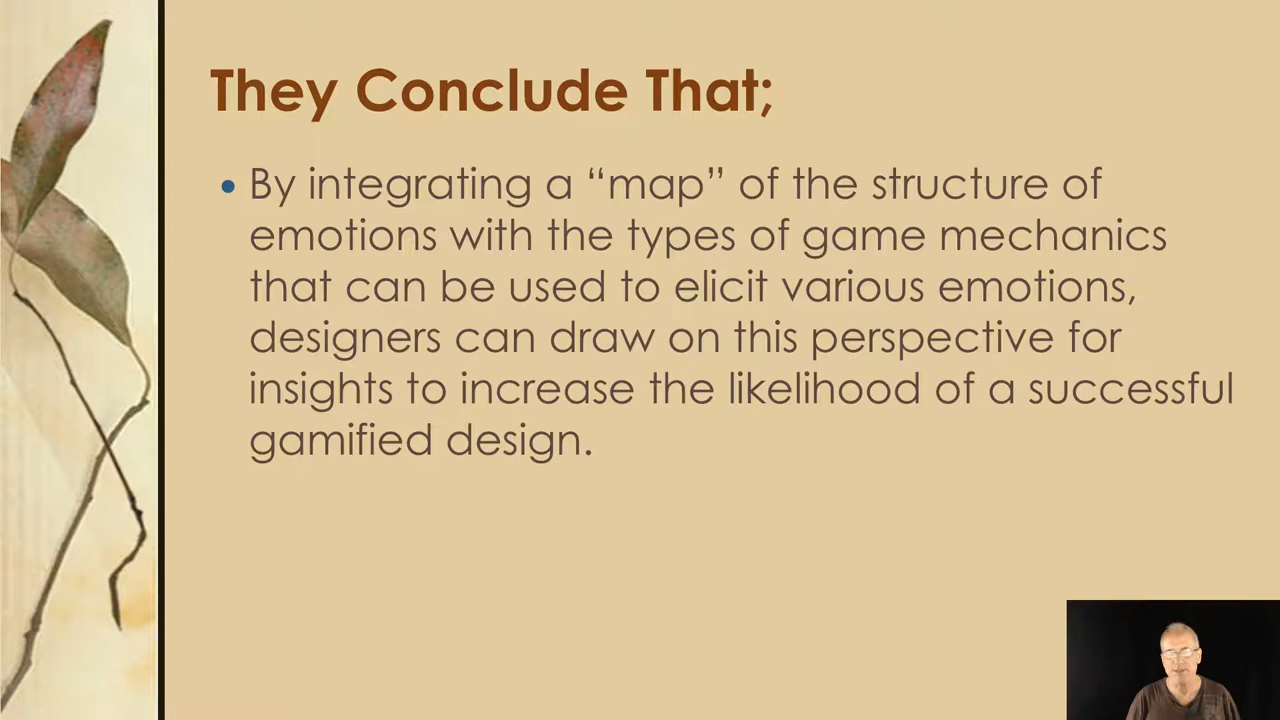 They Conclude That;
• By integrating a “map” of the structure of
emotions with the types of game mechanics
that can be used to elicit various emotions,
designers can draw on this perspective for
insights to increase the likelihood of a successful
gamified design.